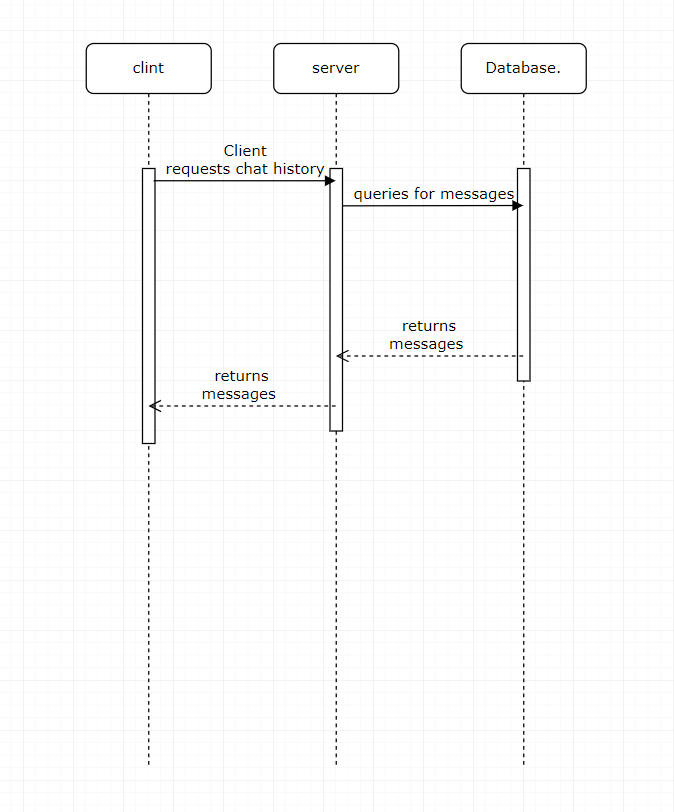 clint
server
Database.
Client
requests chat history
queries for messages
returns
messages
returns
messages